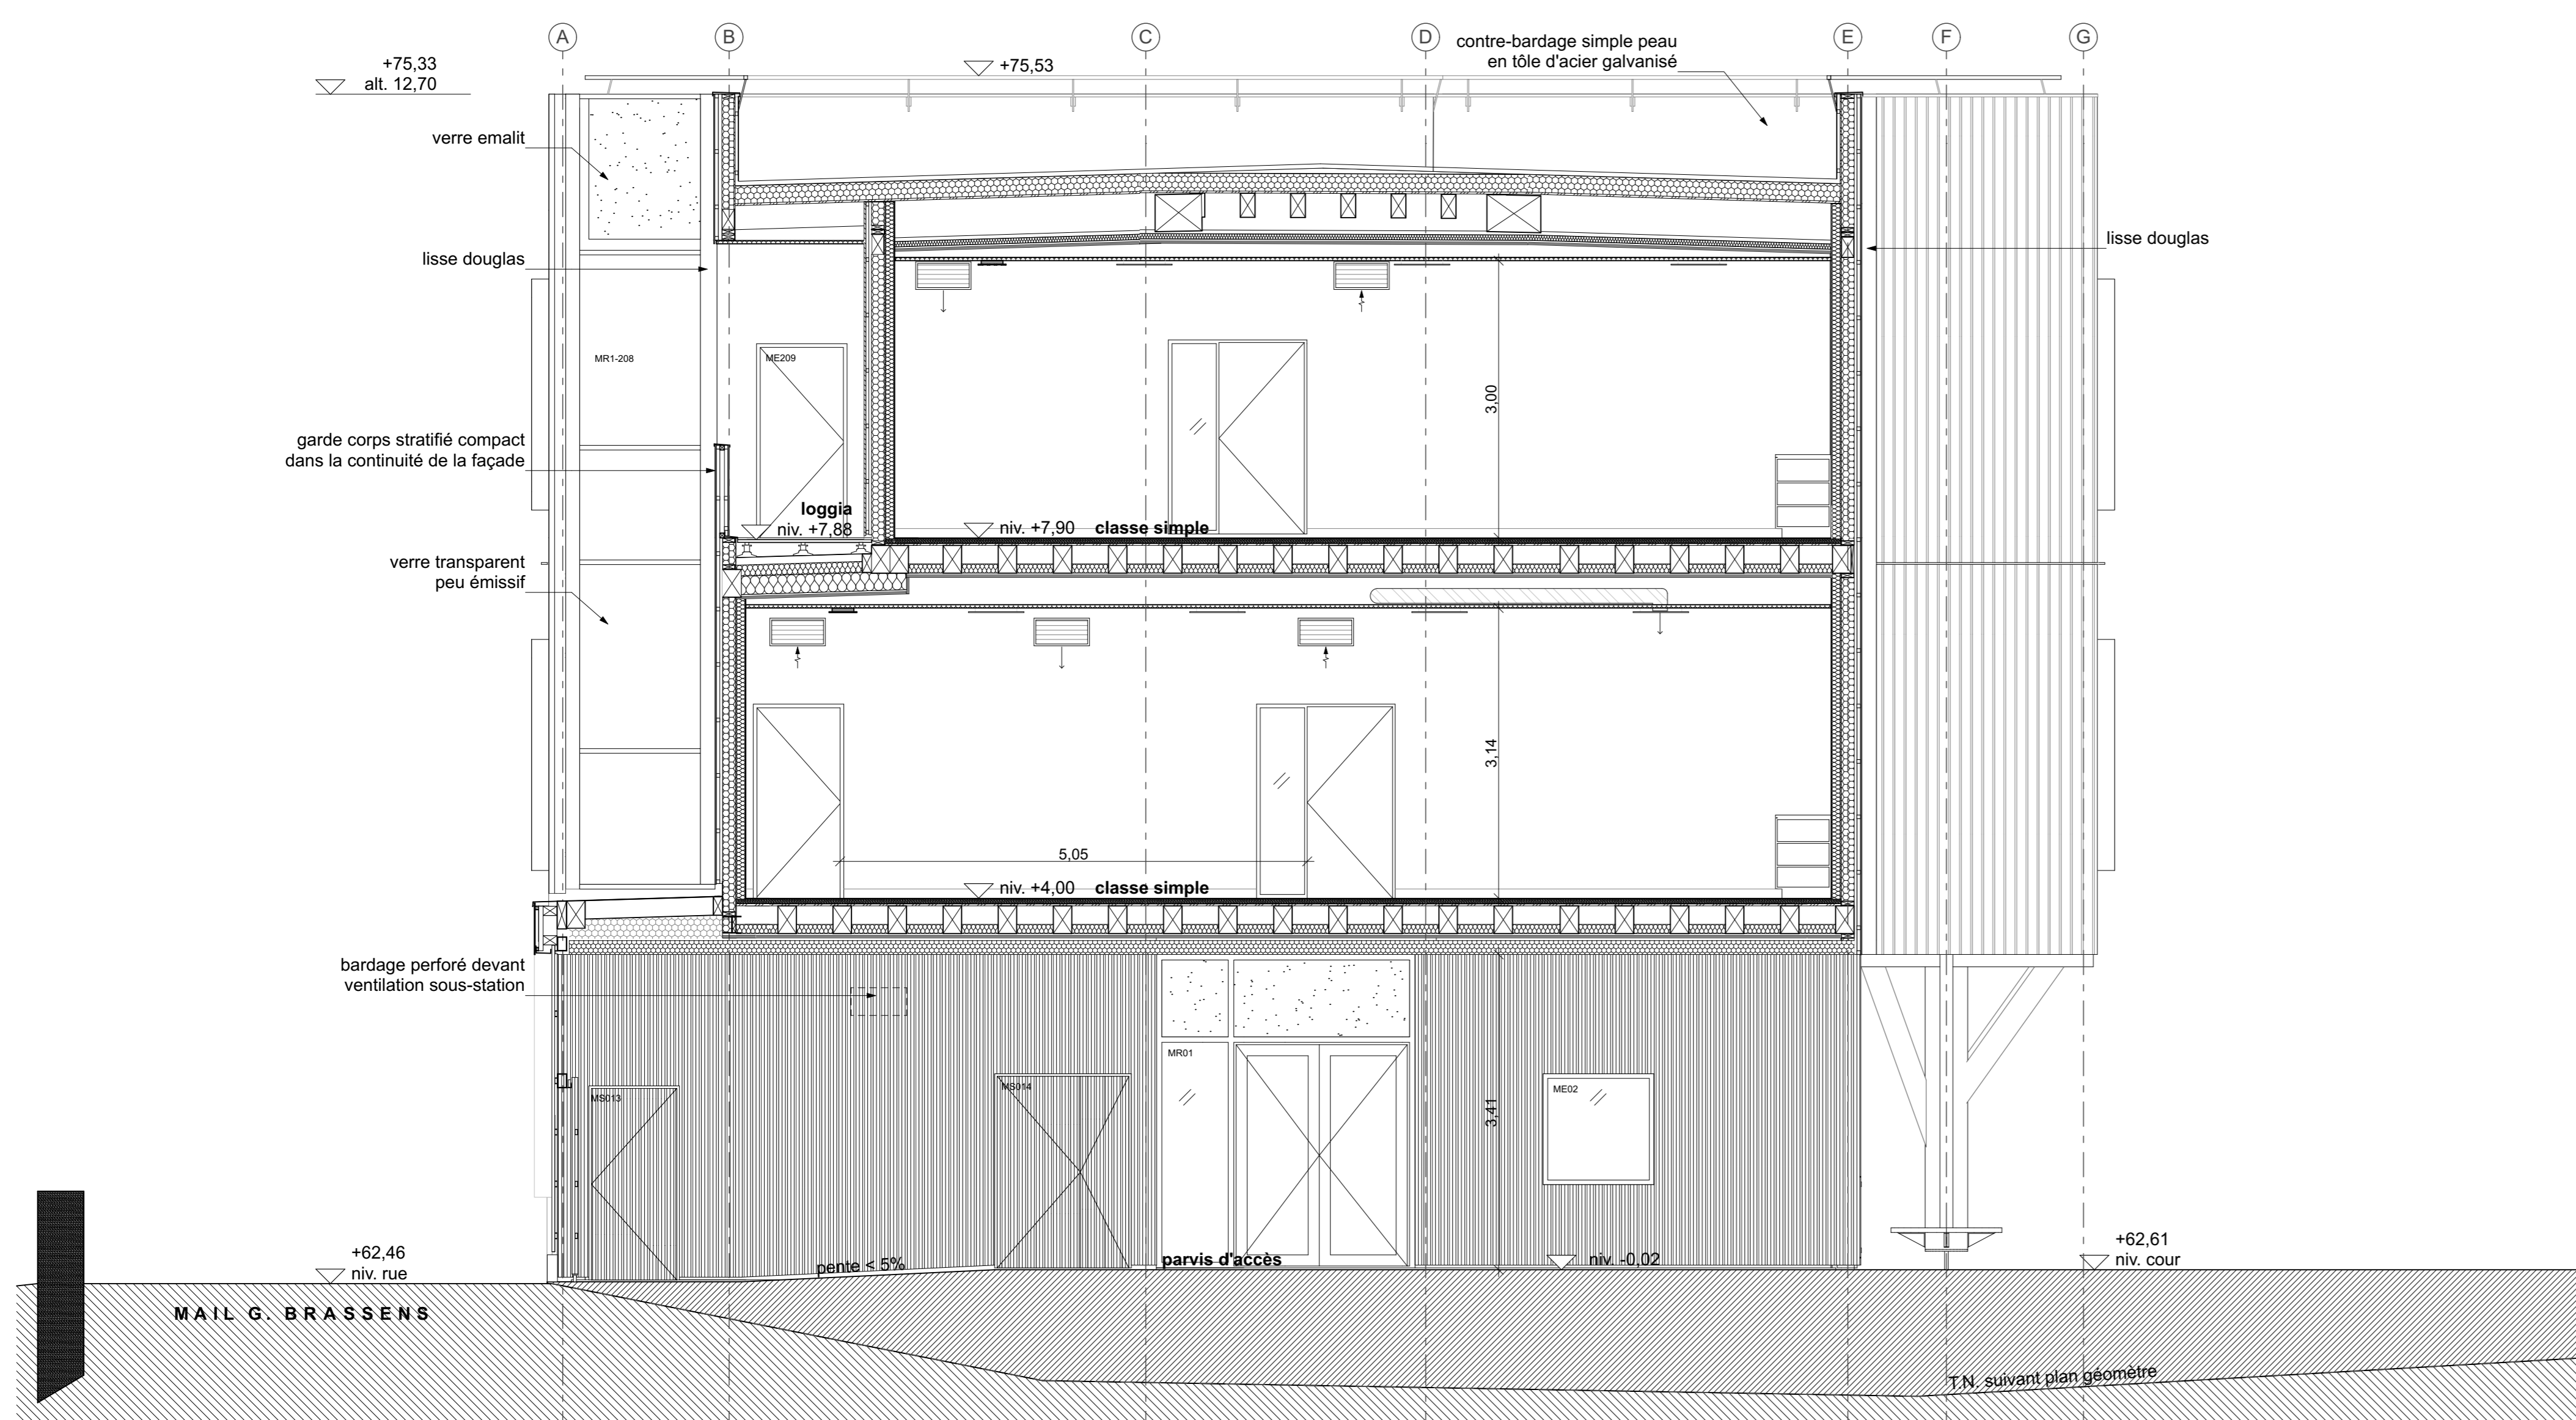 A
B
C
D
E
F
G
+75,33
alt. 12,70
+75,53
contre-bardage simple peau
en tôle d'acier galvanisé
verre emalit
lisse douglas
lisse douglas
MR1-208
ME209
3,00
garde corps stratifié compact
dans la continuité de la façade
loggia
niv. +7,88
niv. +7,90 classe simple
verre transparent
peu émissif
3,14
5,05
niv. +4,00 classe simple
bardage perforé devant
ventilation sous-station
MR01
MS013
MS014
ME02
3,41
+62,46
niv. rue
pente < 5%
parvis d'accès
niv. -0,02
+62,61
niv. cour
MAIL G. BRASSENS
T.N. suivant plan géomètre